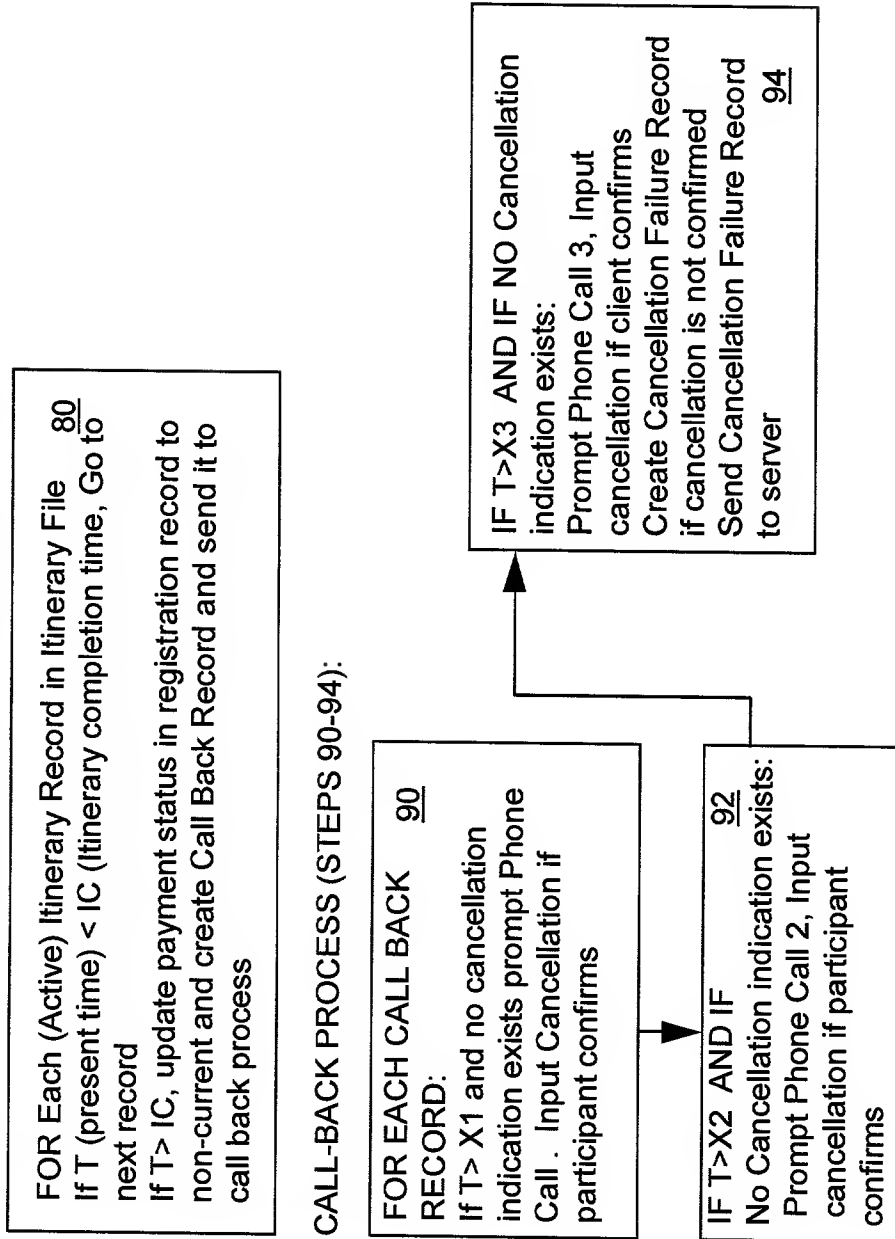 FOR Each (Active) Itinerary Record in Itinerary File
80
If T (present time) < IC (Itinerary completion time, Go to
next record
If T> IC, update payment status in registration record to
non-current and create Call Back Record and send it to
call back process
CALL-BACK PROCESS (STEPS 90-94):
FOR EACH CALL BACK 90
RECORD:
If T> X1 and no cancellation
indication exists prompt Phone
Call . Input Cancellation if
participant confirms
IF T>X2 AND IF 92
No Cancellation indication exists:
Prompt Phone Call 2, Input
cancellation if participant
confirms
IF T>X3 AND IF NO Cancellation
indication exists:
Prompt Phone Call 3, Input
cancellation if client confirms
Create Cancellation Failure Record
if cancellation is not confirmed
Send Cancellation Failure Record
to server 94